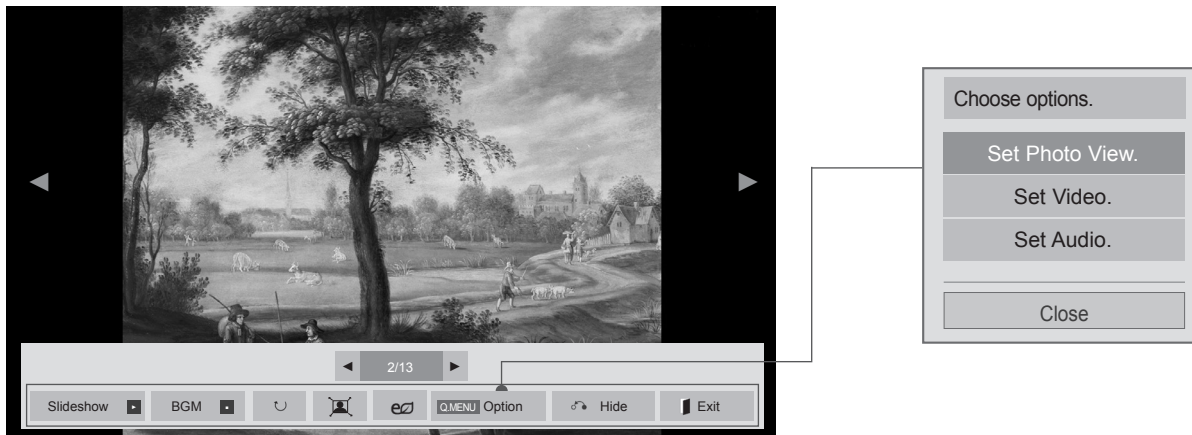 2/13
Slideshow BGM Q.MENU Option Hide Exit
Choose options.
Set Photo View.
Set Video.
Set Audio.
Close